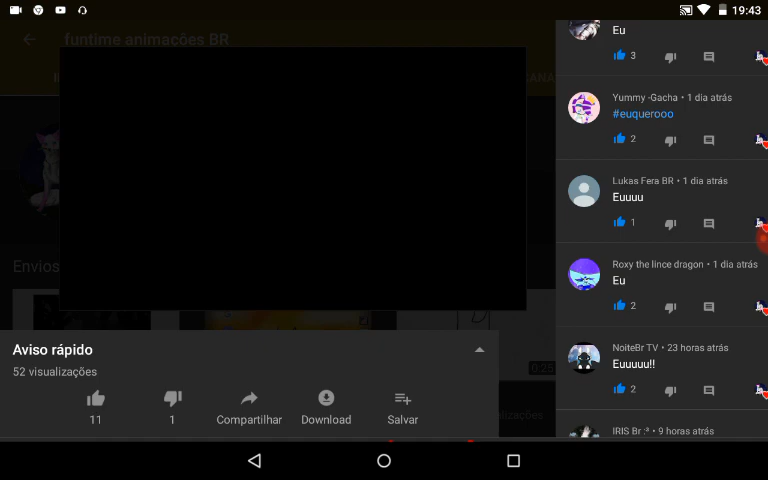 19:43
funtime animações BR
Envios
0:25
Aviso rápido
52 visualizações
11
1
Compartilhar
Download
Salvar
Eu
3
Yummy -Gacha • 1 dia atrás
#euquerooo
2
Lukas Fera BR • 1 dia atrás
Euuuu
1
Roxy the lince dragon • 1 dia atrás
Eu
2
NoiteBr TV • 23 horas atrás
Euuuuu!!
2
IRIS Br :³ • 9 horas atrás